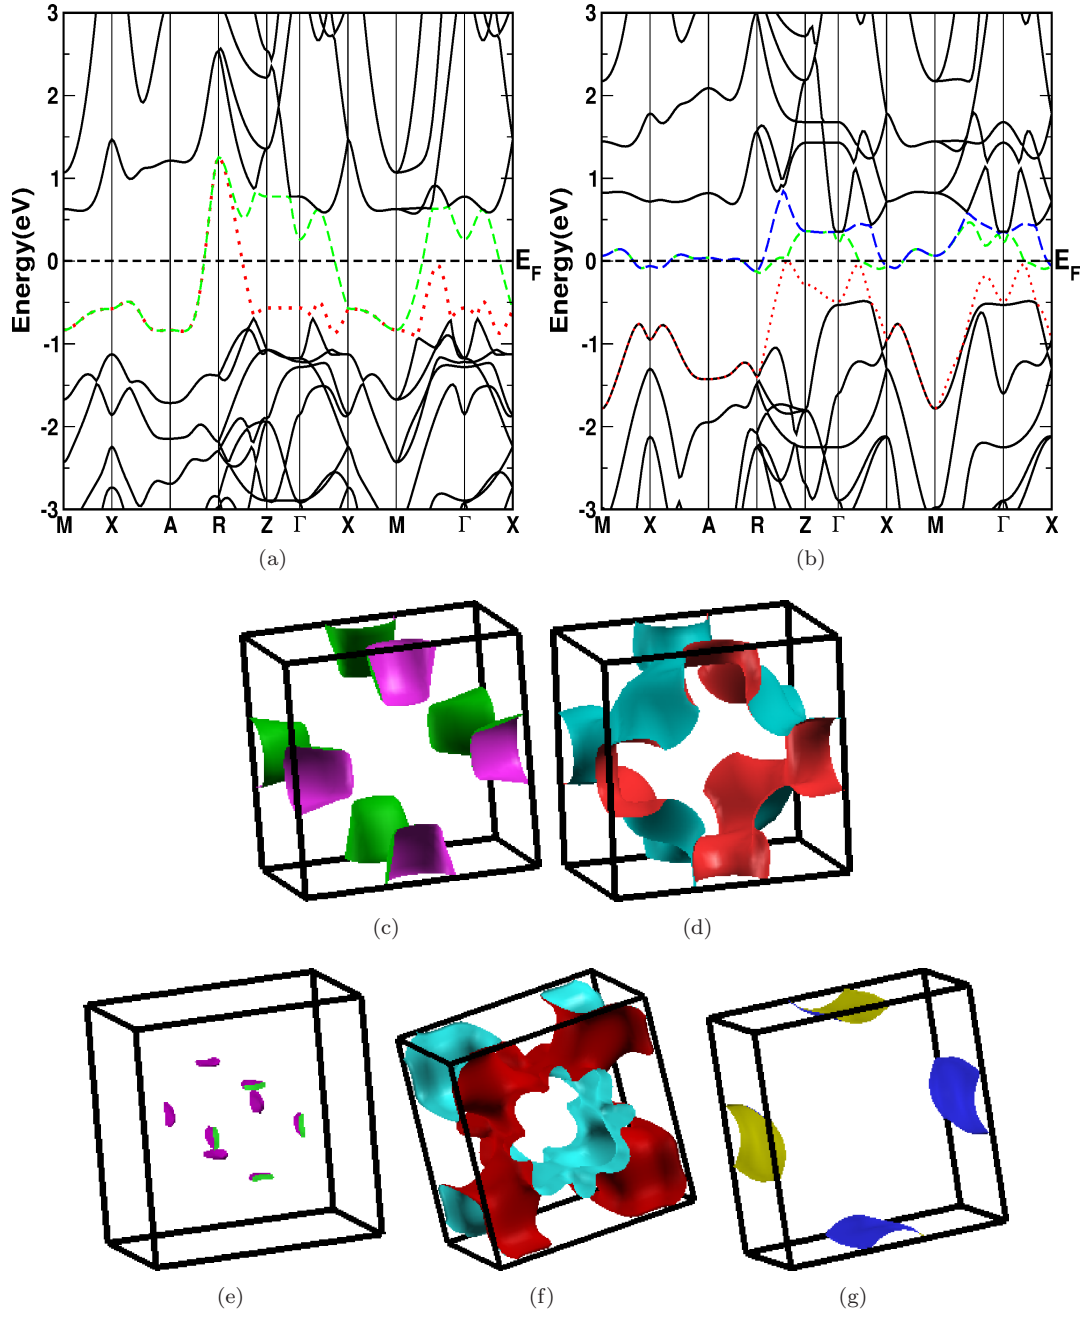 3
2
1
0
-1
-2
-3
Energy(eV)
E_F
M X A R Z Γ X M Γ X
(a)
3
2
1
0
-1
-2
-3
Energy(eV)
E_F
M X A R Z Γ X M Γ X
(b)
(c)
(d)
(e)
(f)
(g)